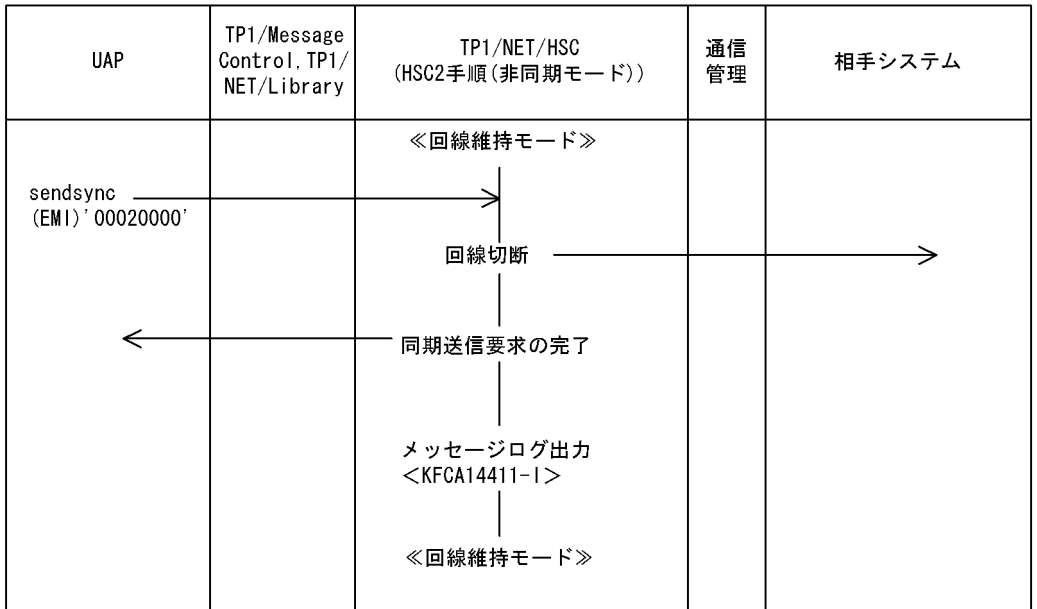 UAP
TP1/Message
Control,TP1/
NET/Library
TP1/NET/HSC
(HSC2手順(非同期モード))
通信
管理
相手システム
≪回線維持モード≫
sendsync
(EMI)'00020000'
回線切断
同期送信要求の完了
メッセージログ出力
＜KFCA14411-I＞
≪回線維持モード≫